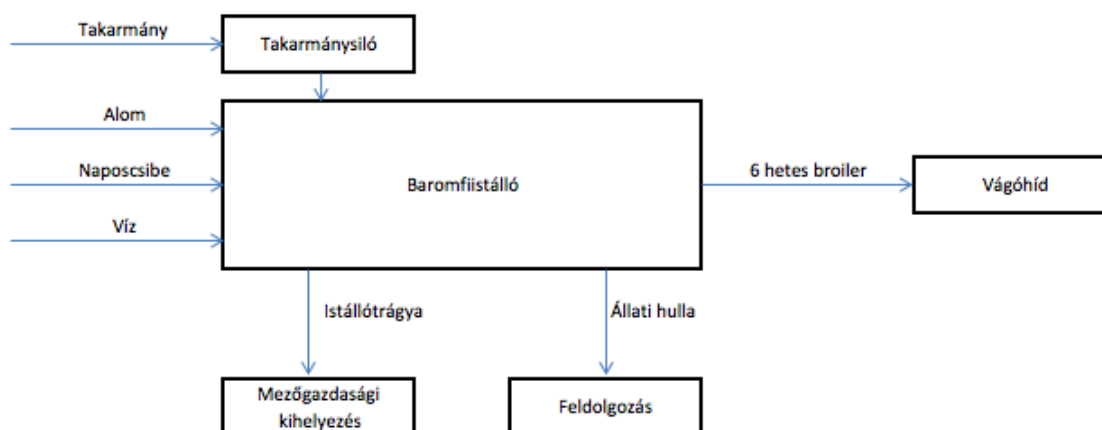 Takarmány
Takarmánysiló
Alom
Naposcsibe
Víz
Baromfiistálló
6 hetes broiler
Vágóhíd
Istállótrágya
Állati hulla
Mezőgazdasági
kihelyezés
Feldolgozás